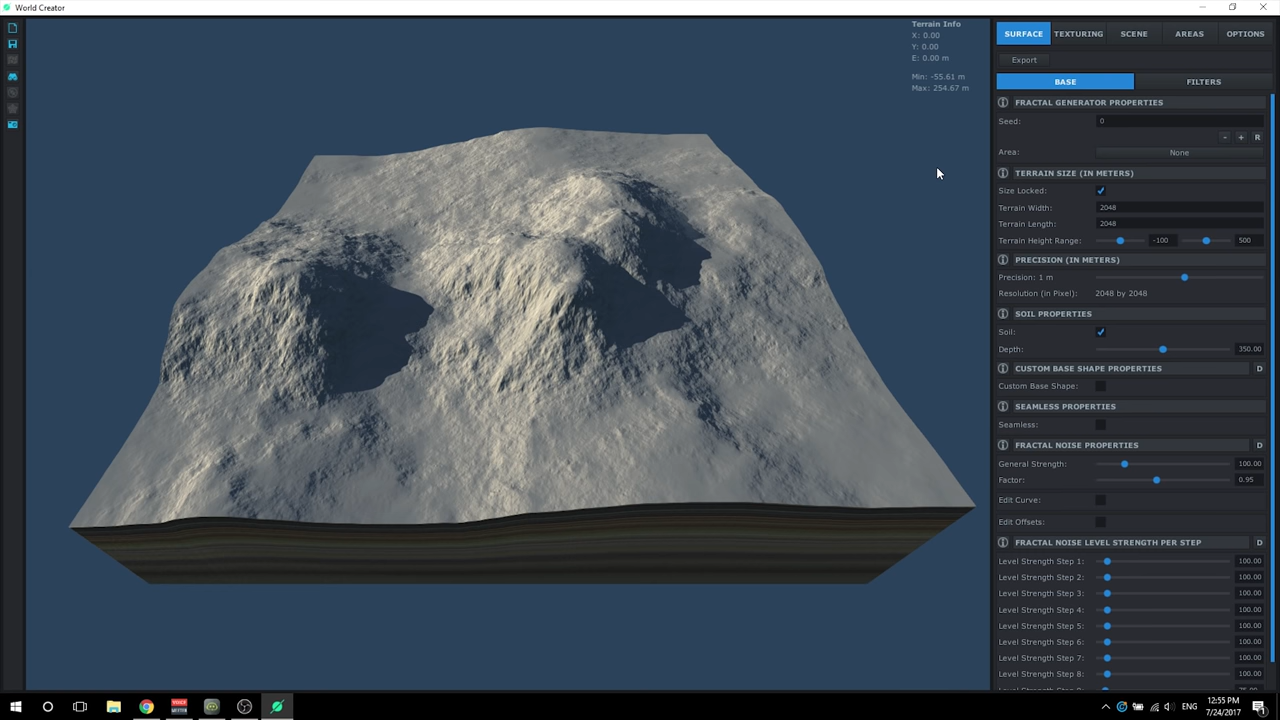 World Creator
Terrain Info
X: 0.00
Y: 0.00
E: 0.00 m
Min: -55.61 m
Max: 254.67 m
SURFACE TEXTURING SCENE AREAS OPTIONS
Export
BASE FILTERS
FRACTAL GENERATOR PROPERTIES
Seed: 0
- + R
Area: None
TERRAIN SIZE (IN METERS)
Size Locked:
Terrain Width: 2048
Terrain Length: 2048
Terrain Height Range: -100 500
PRECISION (IN METERS)
Precision: 1 m
Resolution (in Pixel): 2048 by 2048
SOIL PROPERTIES
Soil:
Depth: 350.00
CUSTOM BASE SHAPE PROPERTIES D
Custom Base Shape:
SEAMLESS PROPERTIES
Seamless:
FRACTAL NOISE PROPERTIES D
General Strength: 100.00
Factor: 0.95
Edit Curve:
Edit Offsets:
FRACTAL NOISE LEVEL STRENGTH PER STEP D
Level Strength Step 1: 100.00
Level Strength Step 2: 100.00
Level Strength Step 3: 100.00
Level Strength Step 4: 100.00
Level Strength Step 5: 100.00
Level Strength Step 6: 100.00
Level Strength Step 7: 100.00
Level Strength Step 8: 100.00
ENG
12:55 PM
7/24/2017